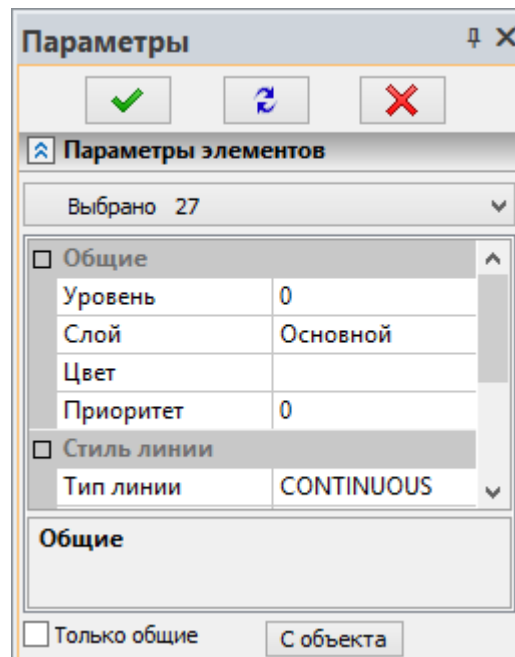 Параметры
Параметры элементов
Выбрано 27
Общие
Уровень 0
Слой Основной
Цвет
Приоритет 0
Стиль линии
Тип линии CONTINUOUS
Общие
Только общие С объекта